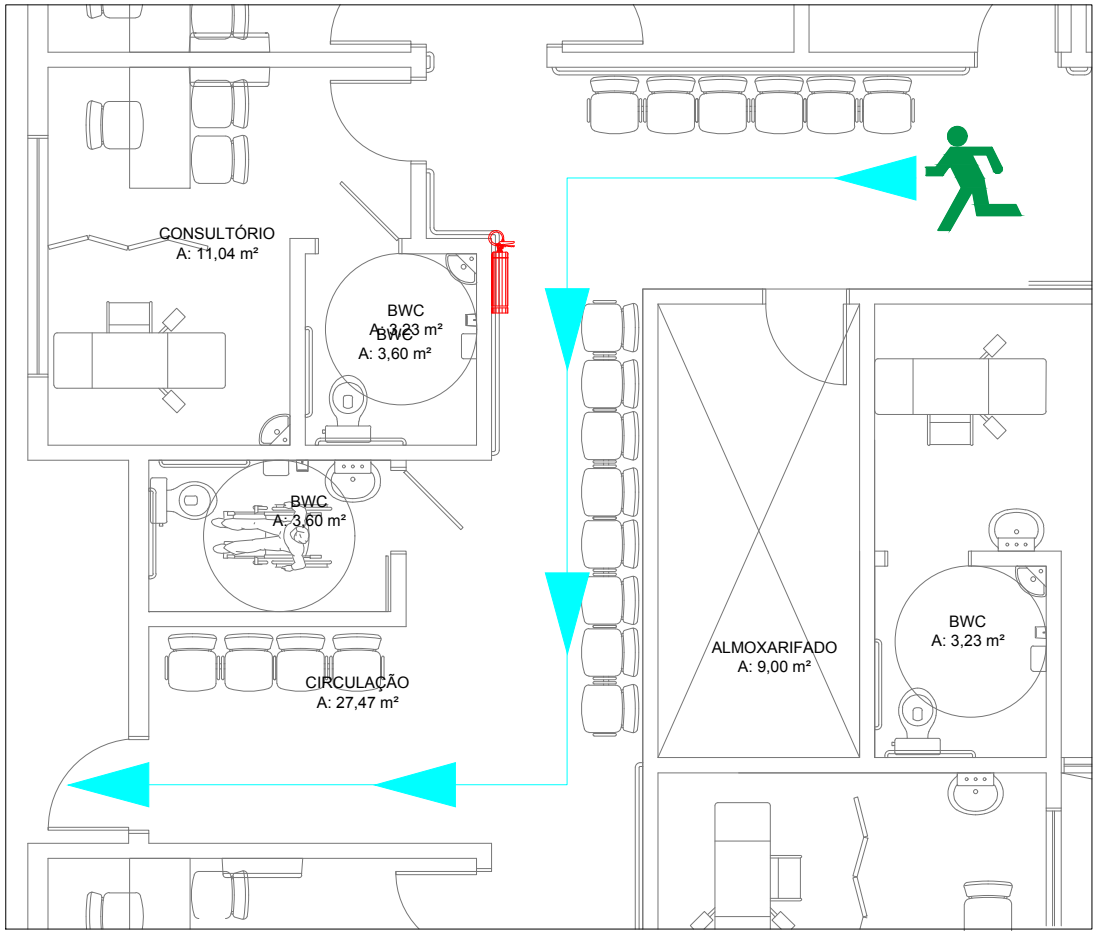 CONSULTÓRIO
A: 11,04 m²
BWC
A: 3,23 m²
BWC
A: 3,60 m²
BWC
A: 3,60 m²
BWC
A: 3,23 m²
ALMOXARIFADO
A: 9,00 m²
CIRCULAÇÃO
A: 27,47 m²